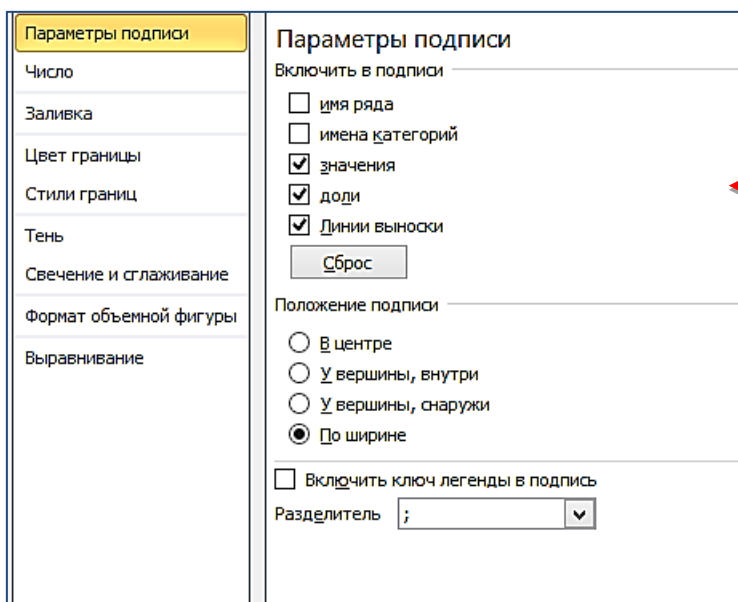 Параметры подписи
Число
Заливка
Цвет границы
Стили границ
Тень
Свечение и сглаживание
Формат объемной фигуры
Выравнивание
Параметры подписи
Включить в подписи
имя ряда
имена категорий
значения
доли
Линии выноски
Сброс
Положение подписи
В центре
У вершины, внутри
У вершины, снаружи
По ширине
Включить ключ легенды в подпись
Разделитель ;